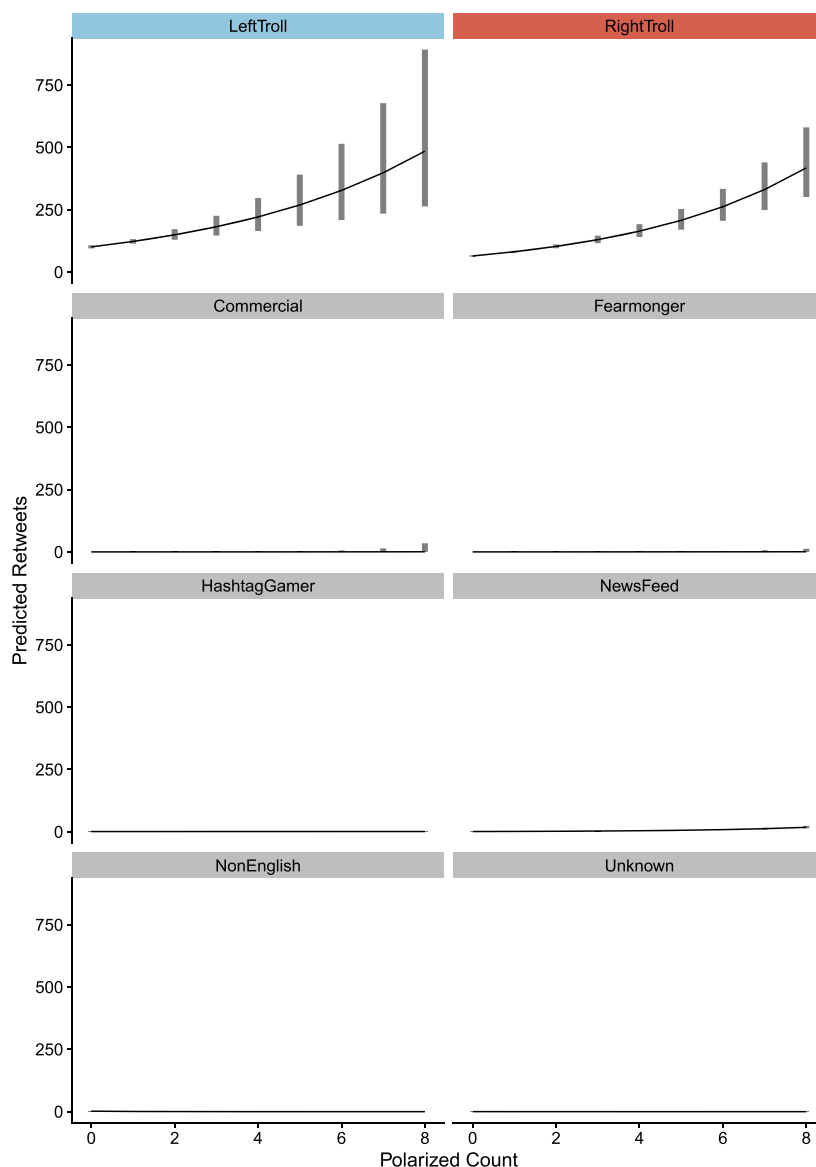 LeftTroll
RightTroll
750
500
250
0
Commercial
Fearmonger
750
500
250
0
HashtagGamer
NewsFeed
750
500
250
0
NonEnglish
Unknown
750
500
250
0
0 2 4 6 8
0 2 4 6 8
Predicted Retweets
Polarized Count